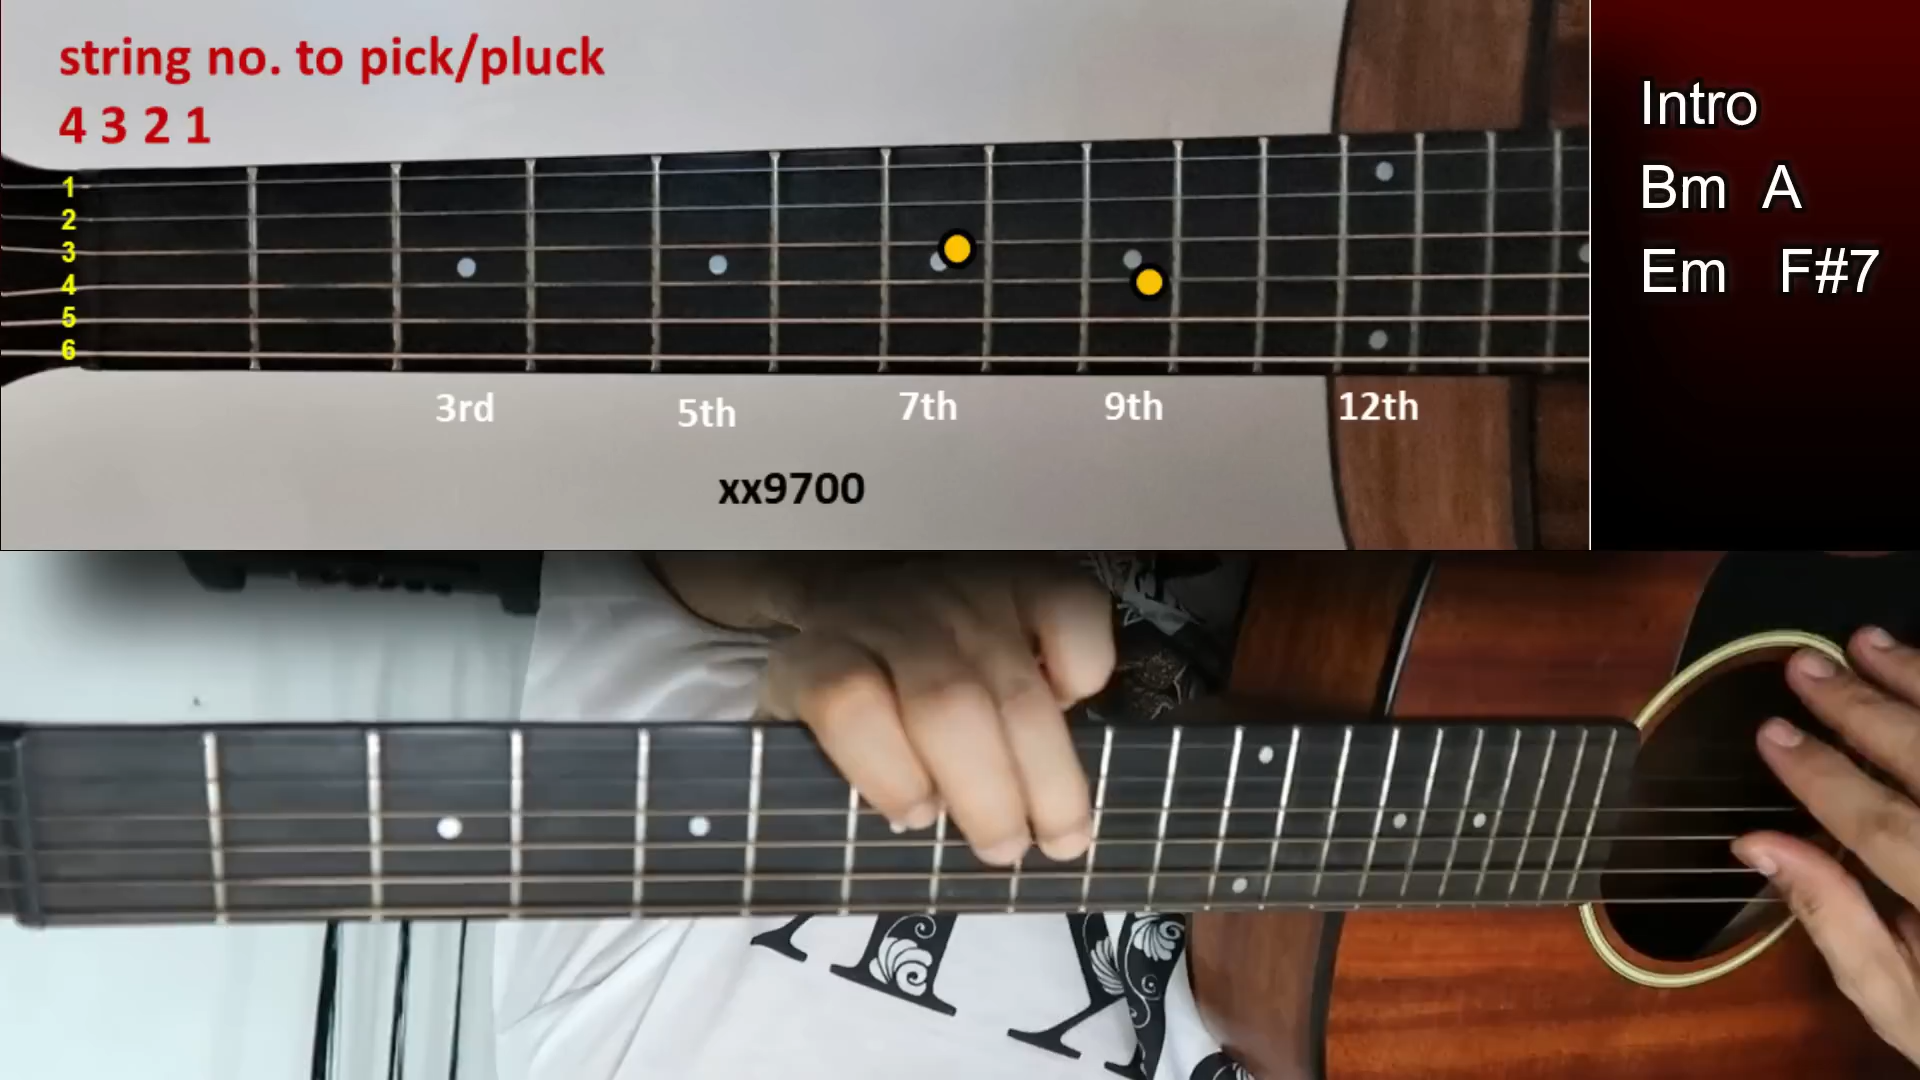 string no. to pick/pluck
4 3 2 1
1
2
3
4
5
6
3rd 5th 7th 9th 12th
xx9700
Intro
Bm A
Em F#7